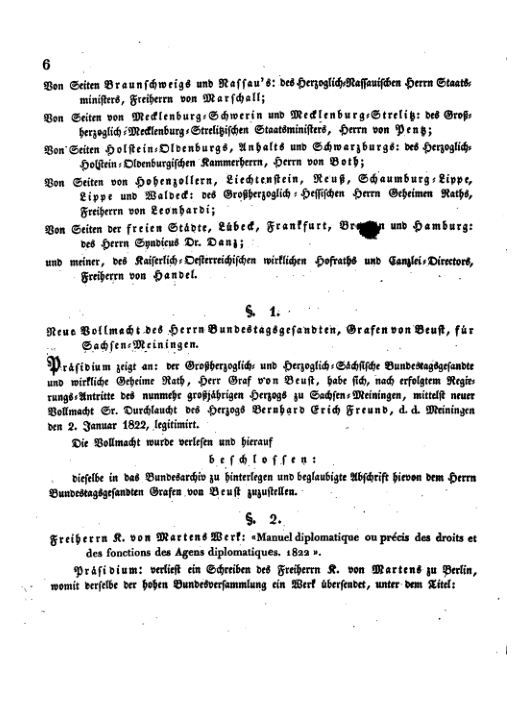 6
Von Seiten Braunschweigs und Nassau's: des Herzoglich-Nassauischen Herrn Staats-
ministers, Freiherrn von Marschall;
Von Seiten von Mecklenburg-Schwerin und Mecklenburg-Strelitz: des Groß-
herzoglich-Mecklenburg-Strelitzischen Staatsministers, Herrn von Pentz;
Von Seiten Holstein-Oldenburgs, Anhalts und Schwarzburgs: des Herzoglich-
Holstein-Oldenburgischen Kammerherrn, Herrn von Both;
Von Seiten von Hohenzollern, Liechtenstein, Reuß, Schaumburg-Lippe,
Lippe und Waldeck: des Großherzoglich-Hessischen Herrn Geheimen Raths,
Freiherrn von Leonhardi;
Von Seiten der freien Städte, Lübeck, Frankfurt, und Hamburg:
des Herrn Syndicus Dr. Danz;
und meiner, des Kaiserlich-Oesterreichischen wirklichen Hofraths und Canzlei-Directors,
Freiherrn von Handel.
§. 1.
Neue Vollmacht des Herrn Bundestagsgesandten, Grafen von Beust, für
Sachsen-Meiningen.
Präsidium zeigt an: der Großherzoglich- und Herzoglich-Sächsische Bundestagsgesandte
und wirkliche Geheime Rath, Herr Graf von Beust, habe sich, nach erfolgtem Regie-
rungs-Antritte des nunmehr großjährigen Herzogs zu Sachsen-Meiningen, mittelst neuer
Vollmacht Sr. Durchlaucht des Herzogs Bernhard Erich Freund, d. d. Meiningen
den 2. Januar 1822, legitimirt.
Die Vollmacht wurde verlesen und hierauf
beschlossen:
dieselbe in das Bundesarchiv zu hinterlegen und beglaubigte Abschrift hievon dem Herrn
Bundestagsgesandten Grafen von Beust zuzustellen.
§. 2.
Freiherrn K. von Martens Werk: «Manuel diplomatique ou précis des droits et
des fonctions des Agens diplomatiques. 1822».
Präsidium: verliest ein Schreiben des Freiherrn K. von Martens zu Berlin,
womit derselbe der hohen Bundesversammlung ein Werk übersendet, unter dem Titel: